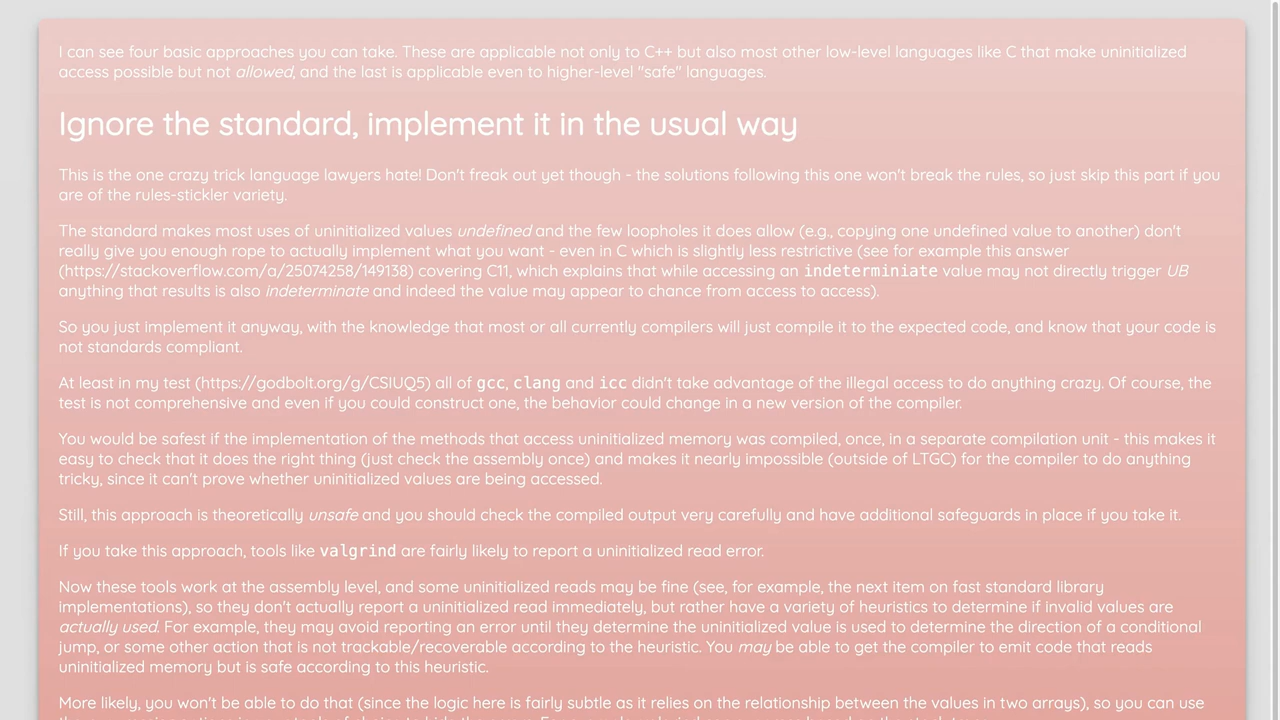 I can see four basic approaches you can take. These are applicable not only to C++ but also most other low-level languages like C that make uninitialized
access possible but not allowed, and the last is applicable even to higher-level "safe" languages.
Ignore the standard, implement it in the usual way
This is the one crazy trick language lawyers hate! Don't freak out yet though - the solutions following this one won't break the rules, so just skip this part if you
are of the rules-stickler variety.
The standard makes most uses of uninitialized values undefined and the few loopholes it does allow (e.g., copying one undefined value to another) don't
really give you enough rope to actually implement what you want - even in C which is slightly less restrictive (see for example this answer
(https://stackoverflow.com/a/25074258/149138) covering C11, which explains that while accessing an indeterminiate value may not directly trigger UB
anything that results is also indeterminate and indeed the value may appear to chance from access to access).
So you just implement it anyway, with the knowledge that most or all currently compilers will just compile it to the expected code, and know that your code is
not standards compliant.
At least in my test (https://godbolt.org/g/CSIUQ5) all of gcc, clang and icc didn't take advantage of the illegal access to do anything crazy. Of course, the
test is not comprehensive and even if you could construct one, the behavior could change in a new version of the compiler.
You would be safest if the implementation of the methods that access uninitialized memory was compiled, once, in a separate compilation unit - this makes it
easy to check that it does the right thing (just check the assembly once) and makes it nearly impossible (outside of LTGC) for the compiler to do anything
tricky, since it can't prove whether uninitialized values are being accessed.
Still, this approach is theoretically unsafe and you should check the compiled output very carefully and have additional safeguards in place if you take it.
If you take this approach, tools like valgrind are fairly likely to report a uninitialized read error.
Now these tools work at the assembly level, and some uninitialized reads may be fine (see, for example, the next item on fast standard library
implementations), so they don't actually report a uninitialized read immediately, but rather have a variety of heuristics to determine if invalid values are
actually used. For example, they may avoid reporting an error until they determine the uninitialized value is used to determine the direction of a conditional
jump, or some other action that is not trackable/recoverable according to the heuristic. You may be able to get the compiler to emit code that reads
uninitialized memory but is safe according to this heuristic.
More likely, you won't be able to do that (since the logic here is fairly subtle as it relies on the relationship between the values in two arrays), so you can use